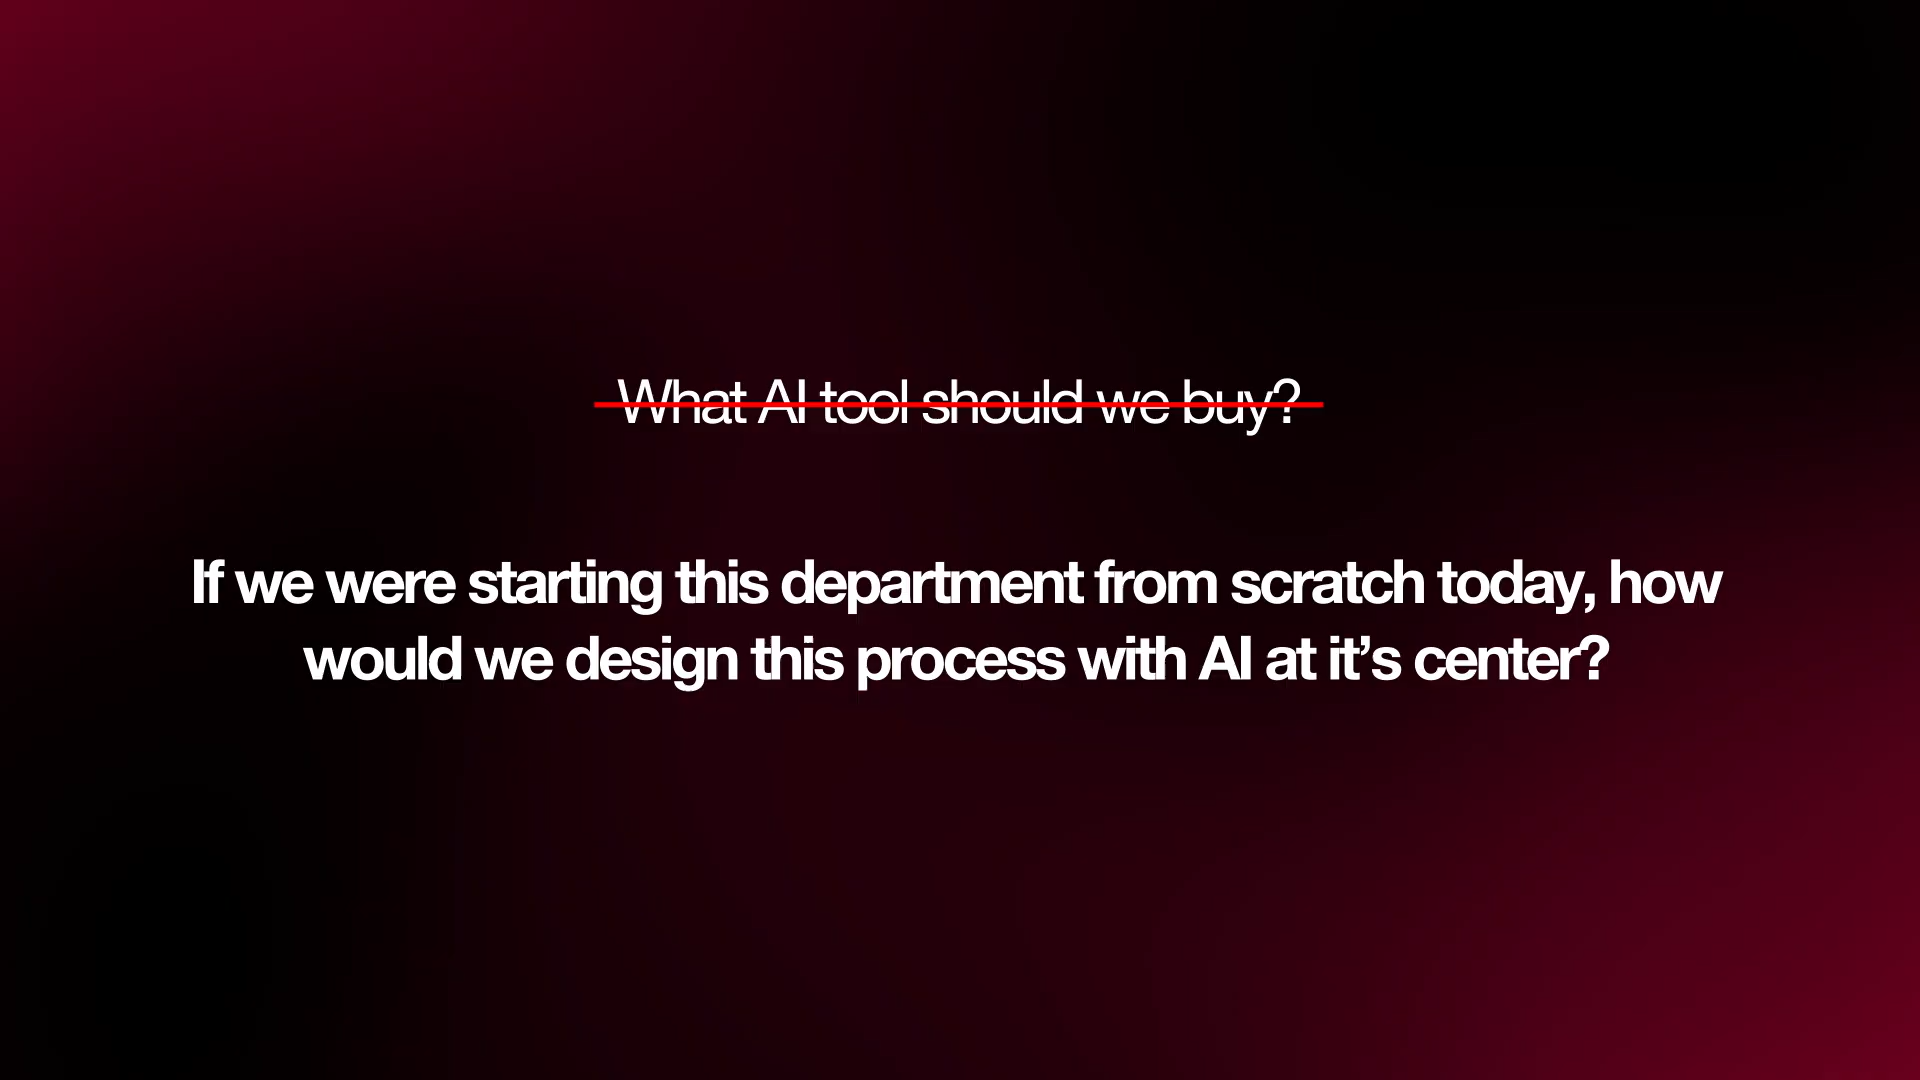 What AI tool should we buy?
If we were starting this department from scratch today, how
would we design this process with AI at it’s center?